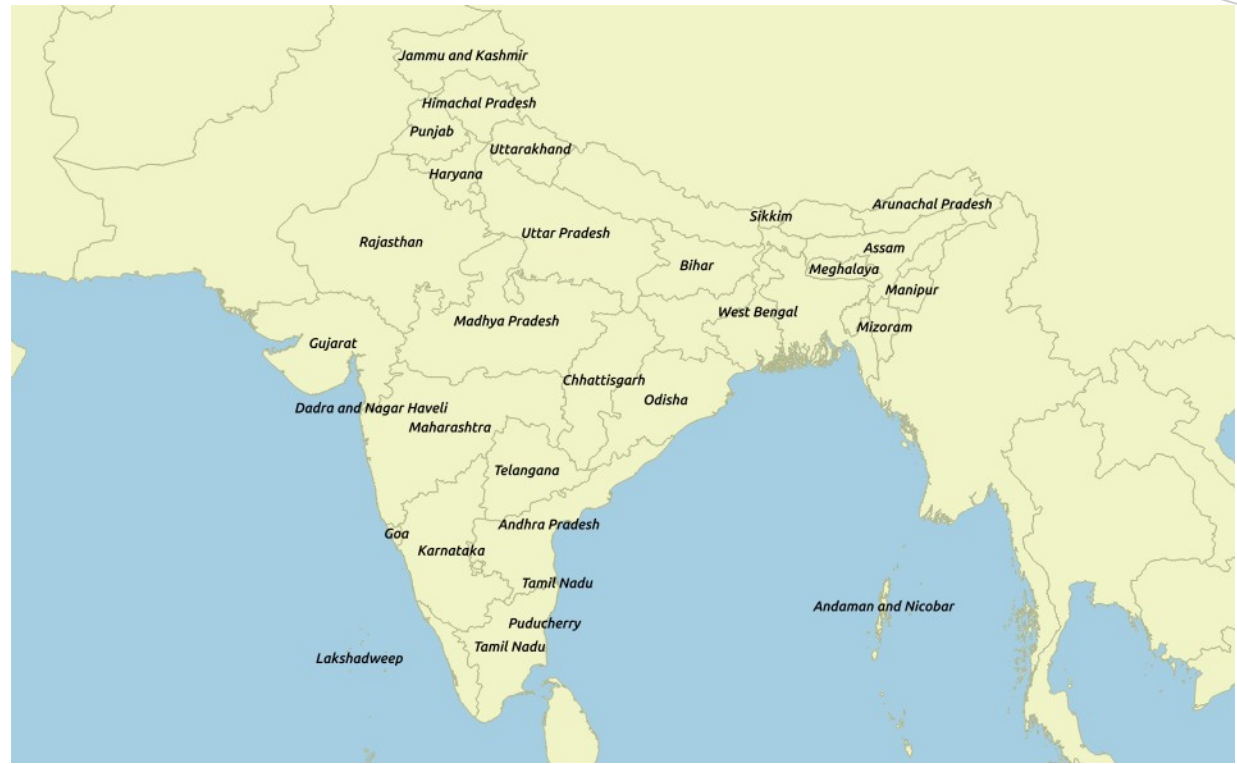 Jammu and Kashmir
Himachal Pradesh
Punjab
Uttarakhand
Haryana
Arunachal Pradesh
Sikkim
Uttar Pradesh
Rajasthan
Assam
Bihar
Meghalaya
Manipur
West Bengal
Madhya Pradesh
Mizoram
Gujarat
Chhattisgarh
Odisha
Dadra and Nagar Haveli
Maharashtra
Telangana
Andhra Pradesh
Goa
Karnataka
Tamil Nadu
Andaman and Nicobar
Puducherry
Tamil Nadu
Lakshadweep